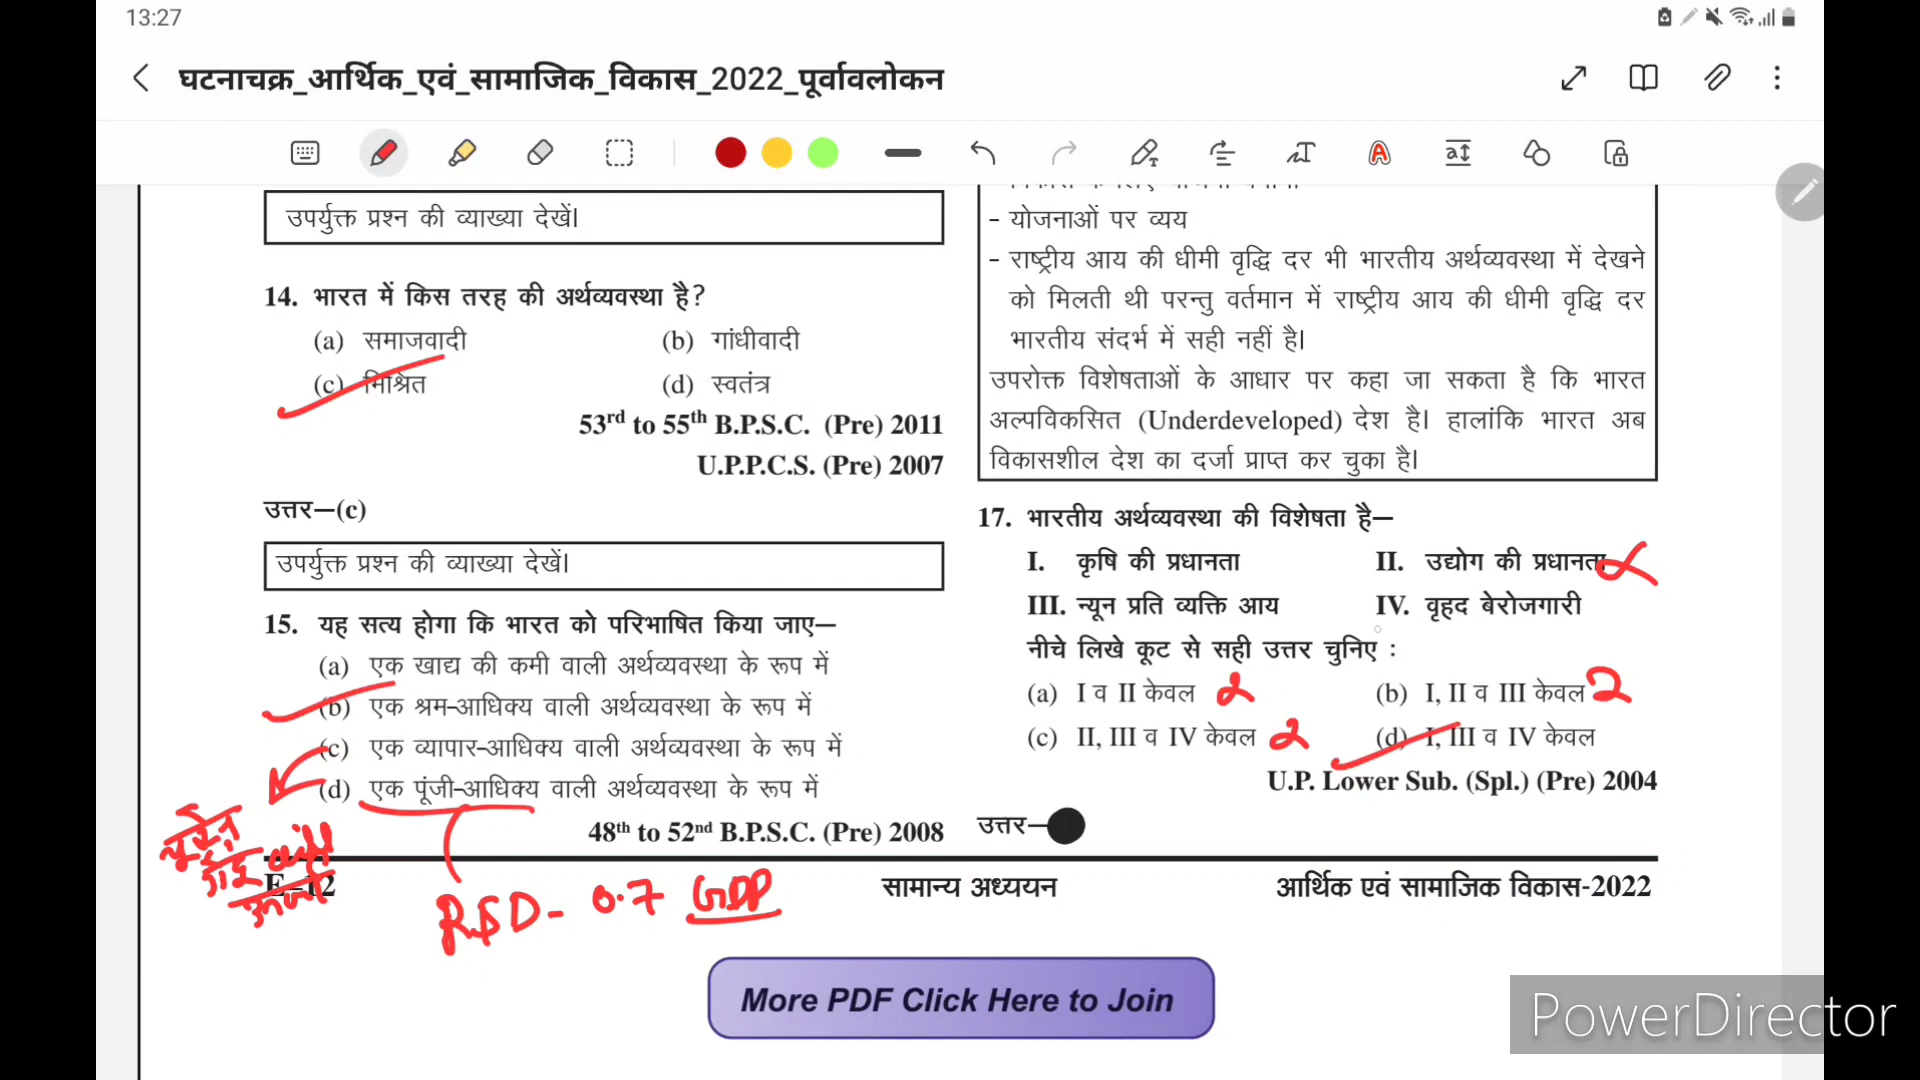 13:27
घटनाचक्र_आर्थिक_एवं_सामाजिक_विकास_2022_पूर्वावलोकन
उपर्युक्त प्रश्न की व्याख्या देखें।
14. भारत में किस तरह की अर्थव्यवस्था है?
(a) समाजवादी (b) गांधीवादी
(c) मिश्रित (d) स्वतंत्र
53rd to 55th B.P.S.C. (Pre) 2011
U.P.P.C.S. (Pre) 2007
उत्तर—(c)
उपर्युक्त प्रश्न की व्याख्या देखें।
15. यह सत्य होगा कि भारत को परिभाषित किया जाए—
(a) एक खाद्य की कमी वाली अर्थव्यवस्था के रूप में
(b) एक श्रम-आधिक्य वाली अर्थव्यवस्था के रूप में
(c) एक व्यापार-आधिक्य वाली अर्थव्यवस्था के रूप में
(d) एक पूंजी-आधिक्य वाली अर्थव्यवस्था के रूप में
48th to 52nd B.P.S.C. (Pre) 2008
R&D - 0.7 GDP
- योजनाओं पर व्यय
- राष्ट्रीय आय की धीमी वृद्धि दर भी भारतीय अर्थव्यवस्था में देखने
को मिलती थी परन्तु वर्तमान में राष्ट्रीय आय की धीमी वृद्धि दर
भारतीय संदर्भ में सही नहीं है।
उपरोक्त विशेषताओं के आधार पर कहा जा सकता है कि भारत
अल्पविकसित (Underdeveloped) देश है। हालांकि भारत अब
विकासशील देश का दर्जा प्राप्त कर चुका है।
17. भारतीय अर्थव्यवस्था की विशेषता है—
I. कृषि की प्रधानता II. उद्योग की प्रधानता
III. न्यून प्रति व्यक्ति आय IV. वृहद बेरोजगारी
नीचे लिखे कूट से सही उत्तर चुनिए :
(a) I व II केवल (b) I, II व III केवल
(c) II, III व IV केवल (d) I, III व IV केवल
U.P. Lower Sub. (Spl.) (Pre) 2004
उत्तर—
E-12 सामान्य अध्ययन आर्थिक एवं सामाजिक विकास-2022
More PDF Click Here to Join
PowerDirector